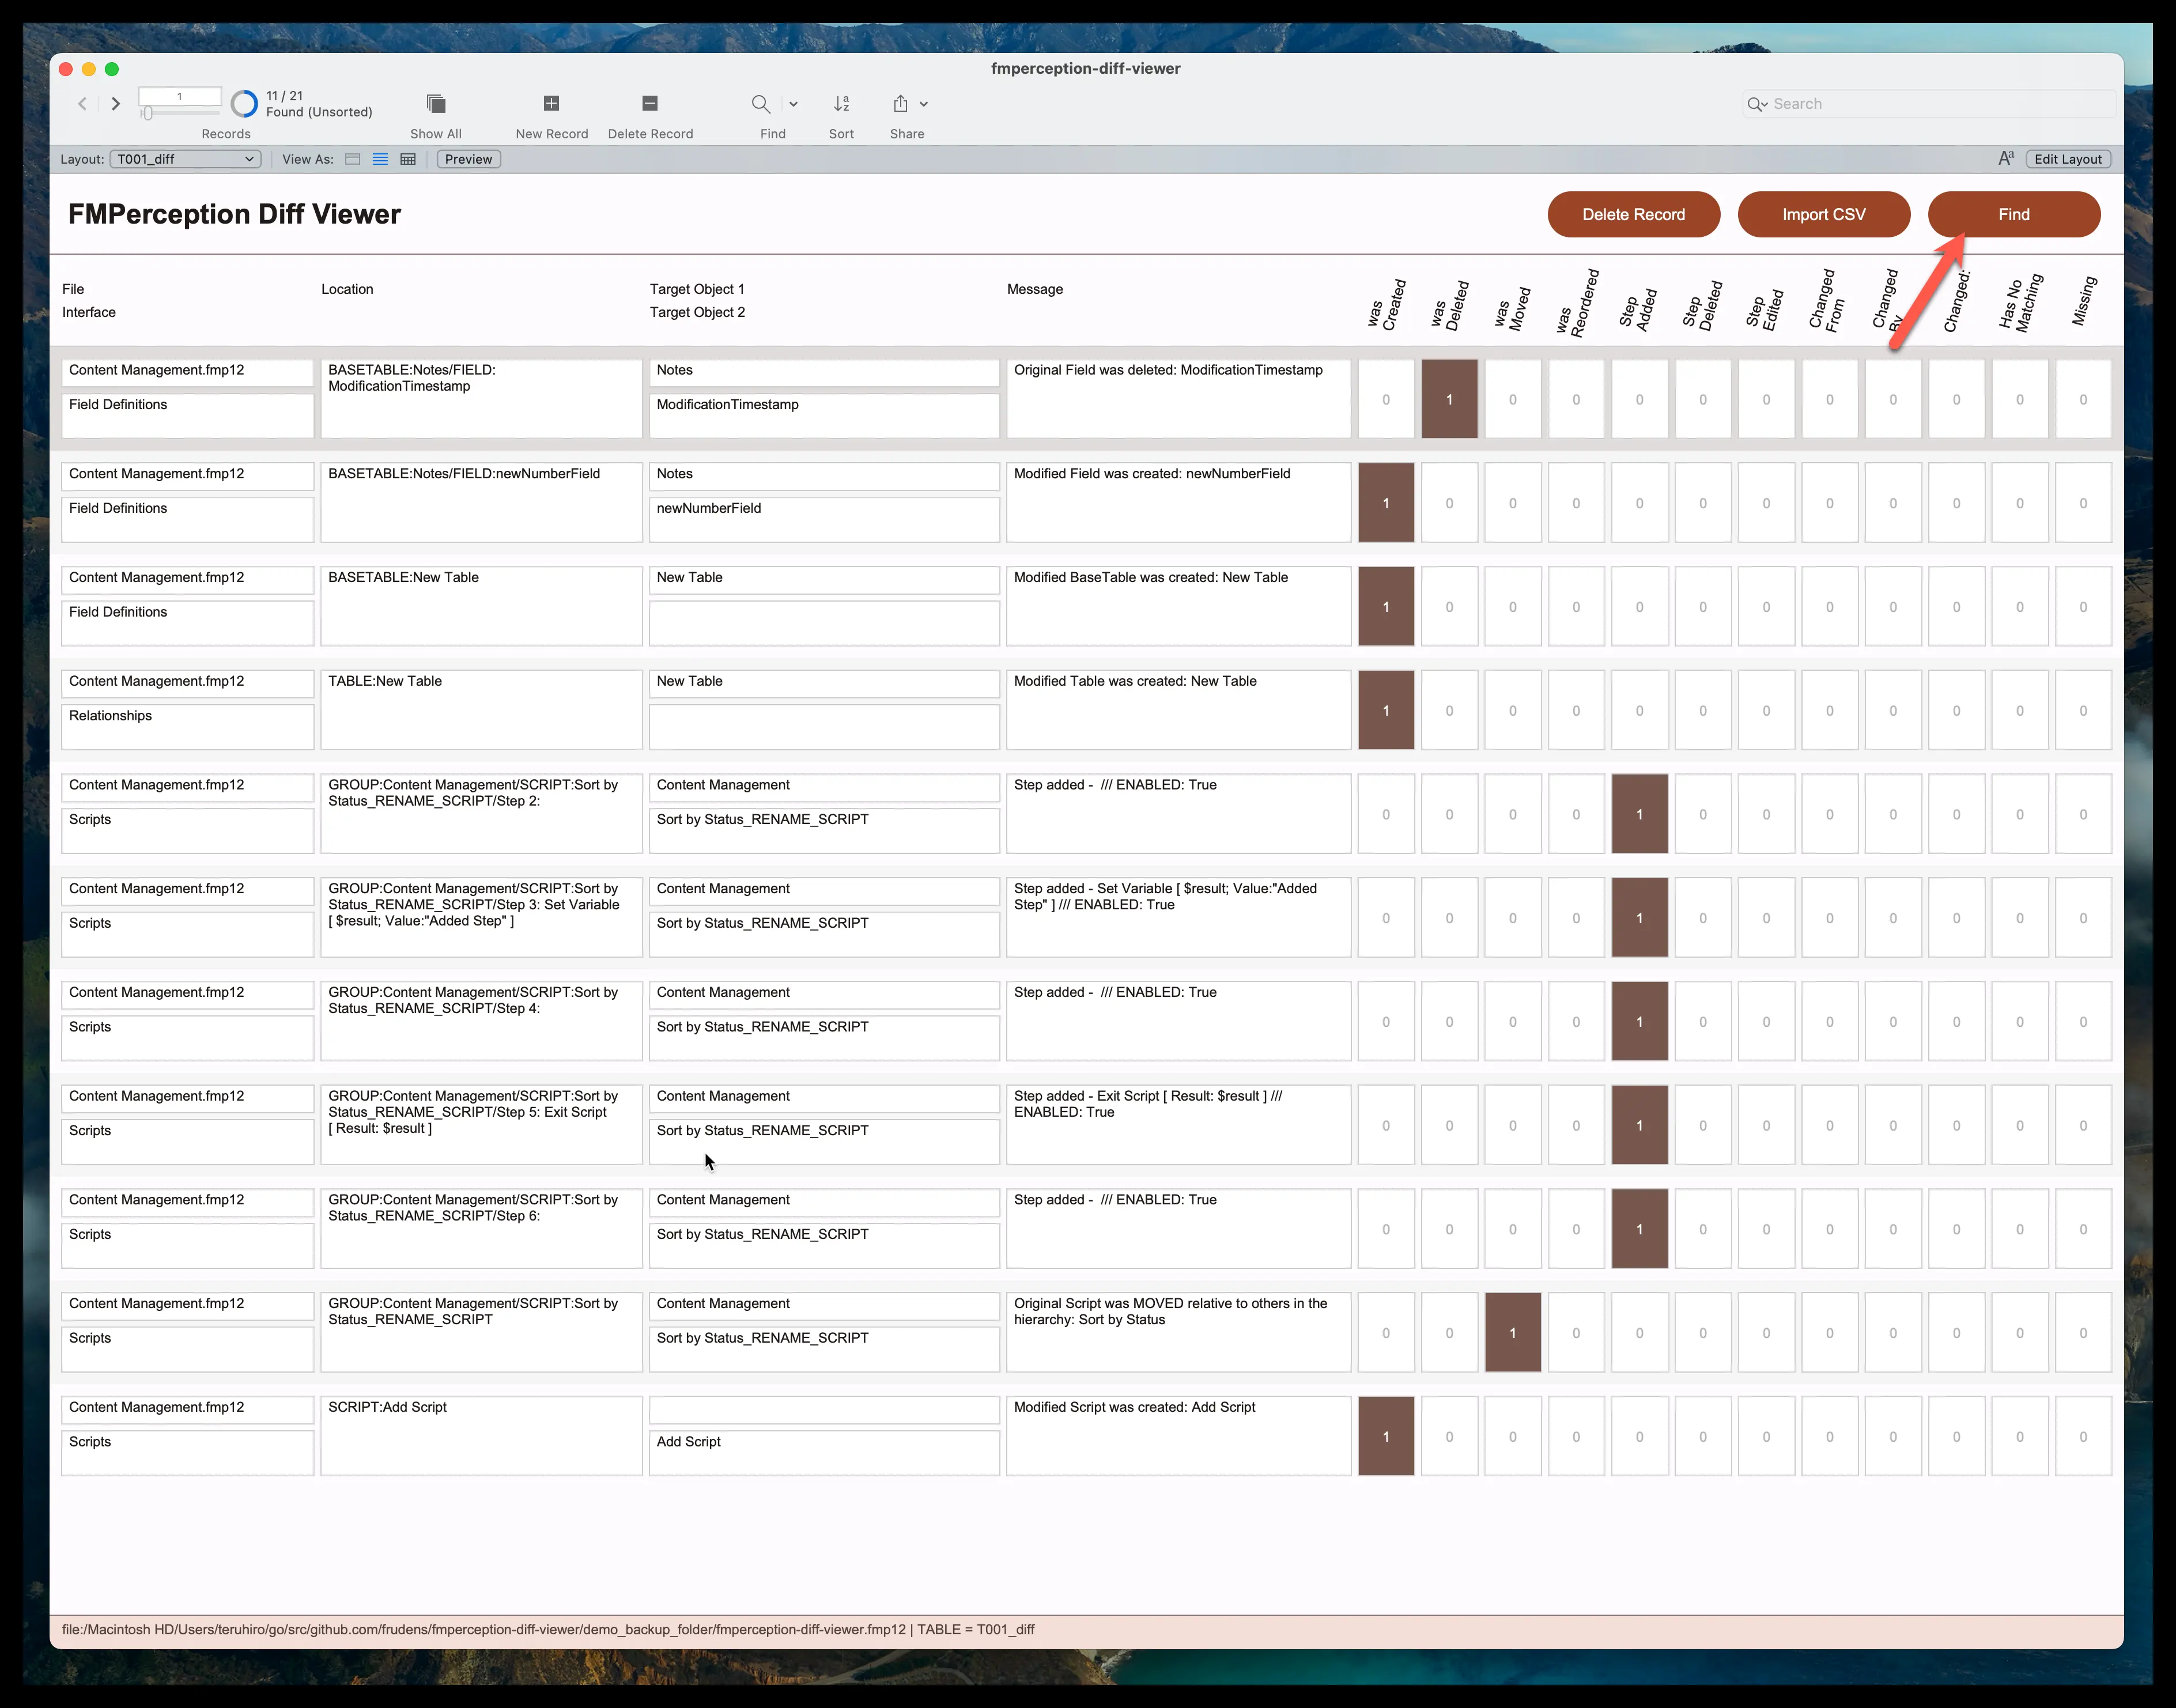 fmperception-diff-viewer
1
11 / 21
Found (Unsorted)
Records
Show All
New Record
Delete Record
Find
Sort
Share
Search
Layout:
T001_diff
View As:
Preview
Aa
Edit Layout
FMPerception Diff Viewer
Delete Record
Import CSV
Find
File
Interface
Location
Target Object 1
Target Object 2
Message
was
Created
was
Deleted
was
Moved
was
Reordered
Step
Added
Step
Deleted
Step
Edited
Changed
From
Changed
By
Changed:
Has No
Matching
Missing
Content Management.fmp12
Field Definitions
BASETABLE:Notes/FIELD:
ModificationTimestamp
Notes
ModificationTimestamp
Original Field was deleted: ModificationTimestamp
0 1 0 0 0 0 0 0 0 0 0 0
Content Management.fmp12
Field Definitions
BASETABLE:Notes/FIELD:newNumberField
Notes
newNumberField
Modified Field was created: newNumberField
1 0 0 0 0 0 0 0 0 0 0 0
Content Management.fmp12
Field Definitions
BASETABLE:New Table
New Table
Modified BaseTable was created: New Table
1 0 0 0 0 0 0 0 0 0 0 0
Content Management.fmp12
Relationships
TABLE:New Table
New Table
Modified Table was created: New Table
1 0 0 0 0 0 0 0 0 0 0 0
Content Management.fmp12
Scripts
GROUP:Content Management/SCRIPT:Sort by
Status_RENAME_SCRIPT/Step 2:
Content Management
Sort by Status_RENAME_SCRIPT
Step added -  /// ENABLED: True
0 0 0 0 1 0 0 0 0 0 0 0
Content Management.fmp12
Scripts
GROUP:Content Management/SCRIPT:Sort by
Status_RENAME_SCRIPT/Step 3: Set Variable
[ $result; Value:"Added Step" ]
Content Management
Sort by Status_RENAME_SCRIPT
Step added - Set Variable [ $result; Value:"Added
Step" ] /// ENABLED: True
0 0 0 0 1 0 0 0 0 0 0 0
Content Management.fmp12
Scripts
GROUP:Content Management/SCRIPT:Sort by
Status_RENAME_SCRIPT/Step 4:
Content Management
Sort by Status_RENAME_SCRIPT
Step added -  /// ENABLED: True
0 0 0 0 1 0 0 0 0 0 0 0
Content Management.fmp12
Scripts
GROUP:Content Management/SCRIPT:Sort by
Status_RENAME_SCRIPT/Step 5: Exit Script
[ Result: $result ]
Content Management
Sort by Status_RENAME_SCRIPT
Step added - Exit Script [ Result: $result ] ///
ENABLED: True
0 0 0 0 1 0 0 0 0 0 0 0
Content Management.fmp12
Scripts
GROUP:Content Management/SCRIPT:Sort by
Status_RENAME_SCRIPT/Step 6:
Content Management
Sort by Status_RENAME_SCRIPT
Step added -  /// ENABLED: True
0 0 0 0 1 0 0 0 0 0 0 0
Content Management.fmp12
Scripts
GROUP:Content Management/SCRIPT:Sort by
Status_RENAME_SCRIPT
Content Management
Sort by Status_RENAME_SCRIPT
Original Script was MOVED relative to others in the
hierarchy: Sort by Status
0 0 1 0 0 0 0 0 0 0 0 0
Content Management.fmp12
Scripts
SCRIPT:Add Script
Add Script
Modified Script was created: Add Script
1 0 0 0 0 0 0 0 0 0 0 0
file:/Macintosh HD/Users/teruhiro/go/src/github.com/frudens/fmperception-diff-viewer/demo_backup_folder/fmperception-diff-viewer.fmp12 | TABLE = T001_diff